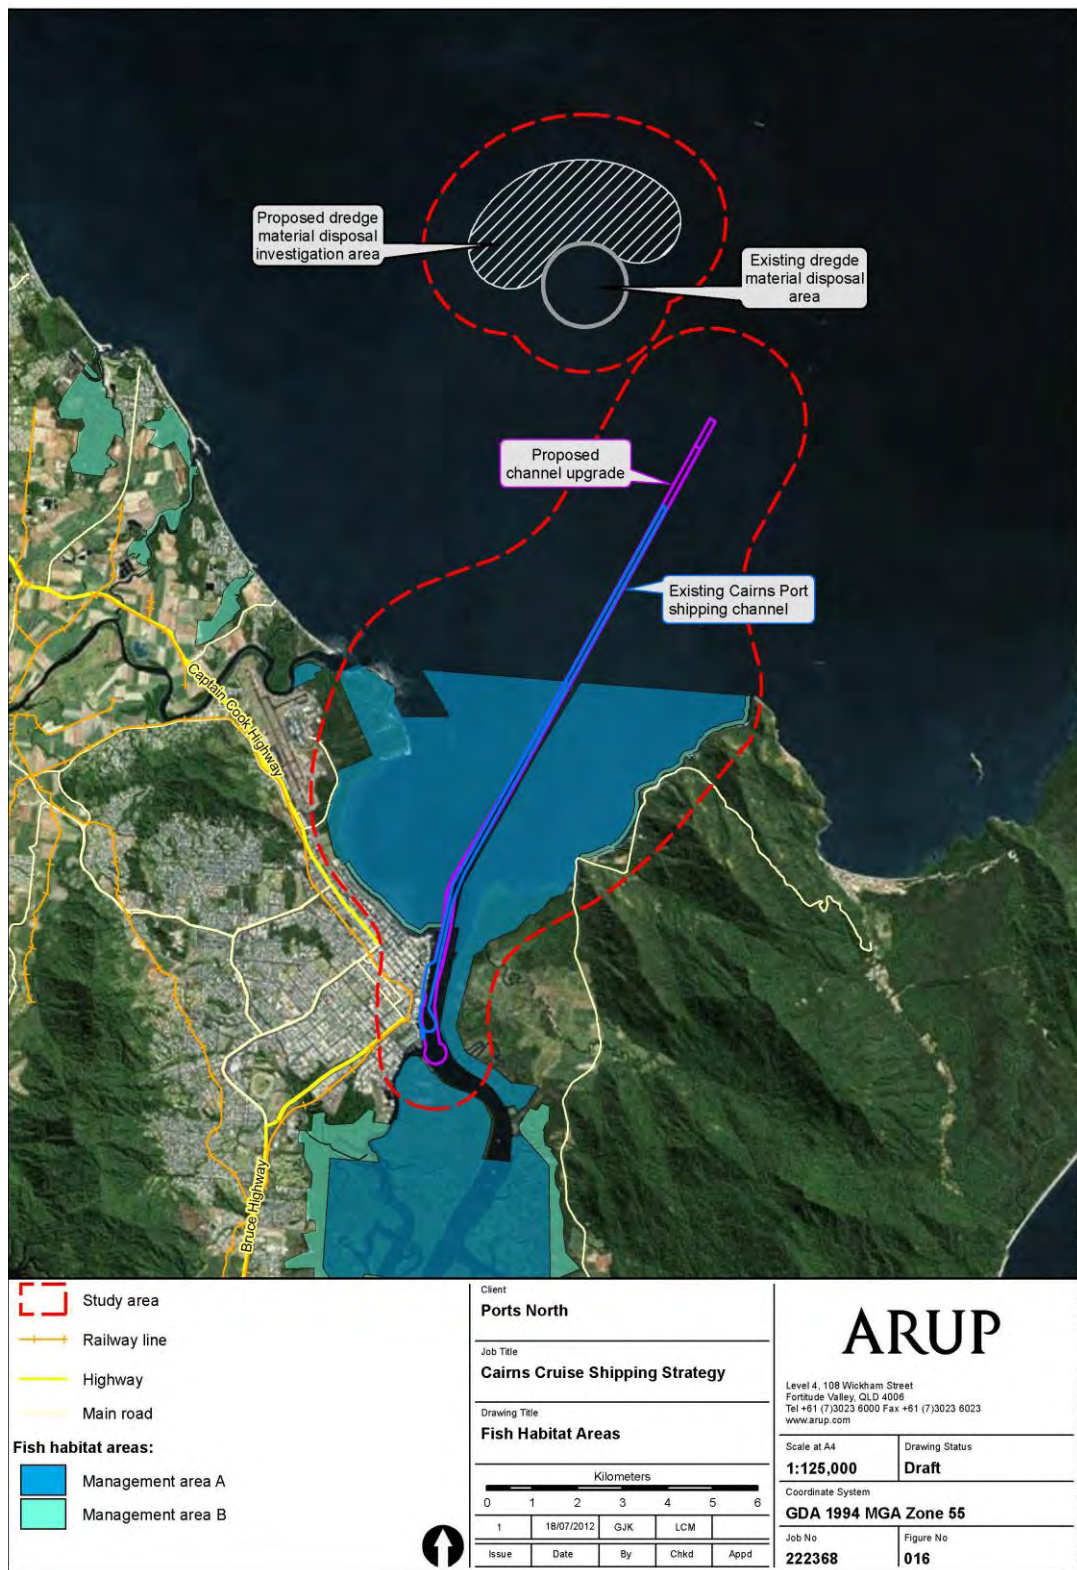 Proposed dredge
material disposal
investigation area
Existing dregde
material disposal
area
Proposed
channel upgrade
Existing Cairns Port
shipping channel
Captain Cook Highway
Bruce Highway
Study area
Railway line
Highway
Main road
Fish habitat areas:
Management area A
Management area B
Client
Ports North
Job Title
Cairns Cruise Shipping Strategy
Drawing Title
Fish Habitat Areas
Kilometers
0 1 2 3 4 5 6
1 18/07/2012 GJK LCM
Issue Date By Chkd Appd
ARUP
Level 4, 108 Wickham Street
Fortitude Valley, QLD 4006
Tel +61 (7)3023 6000 Fax +61 (7)3023 6023
www.arup.com
Scale at A4
1:125,000
Drawing Status
Draft
Coordinate System
GDA 1994 MGA Zone 55
Job No
222368
Figure No
016